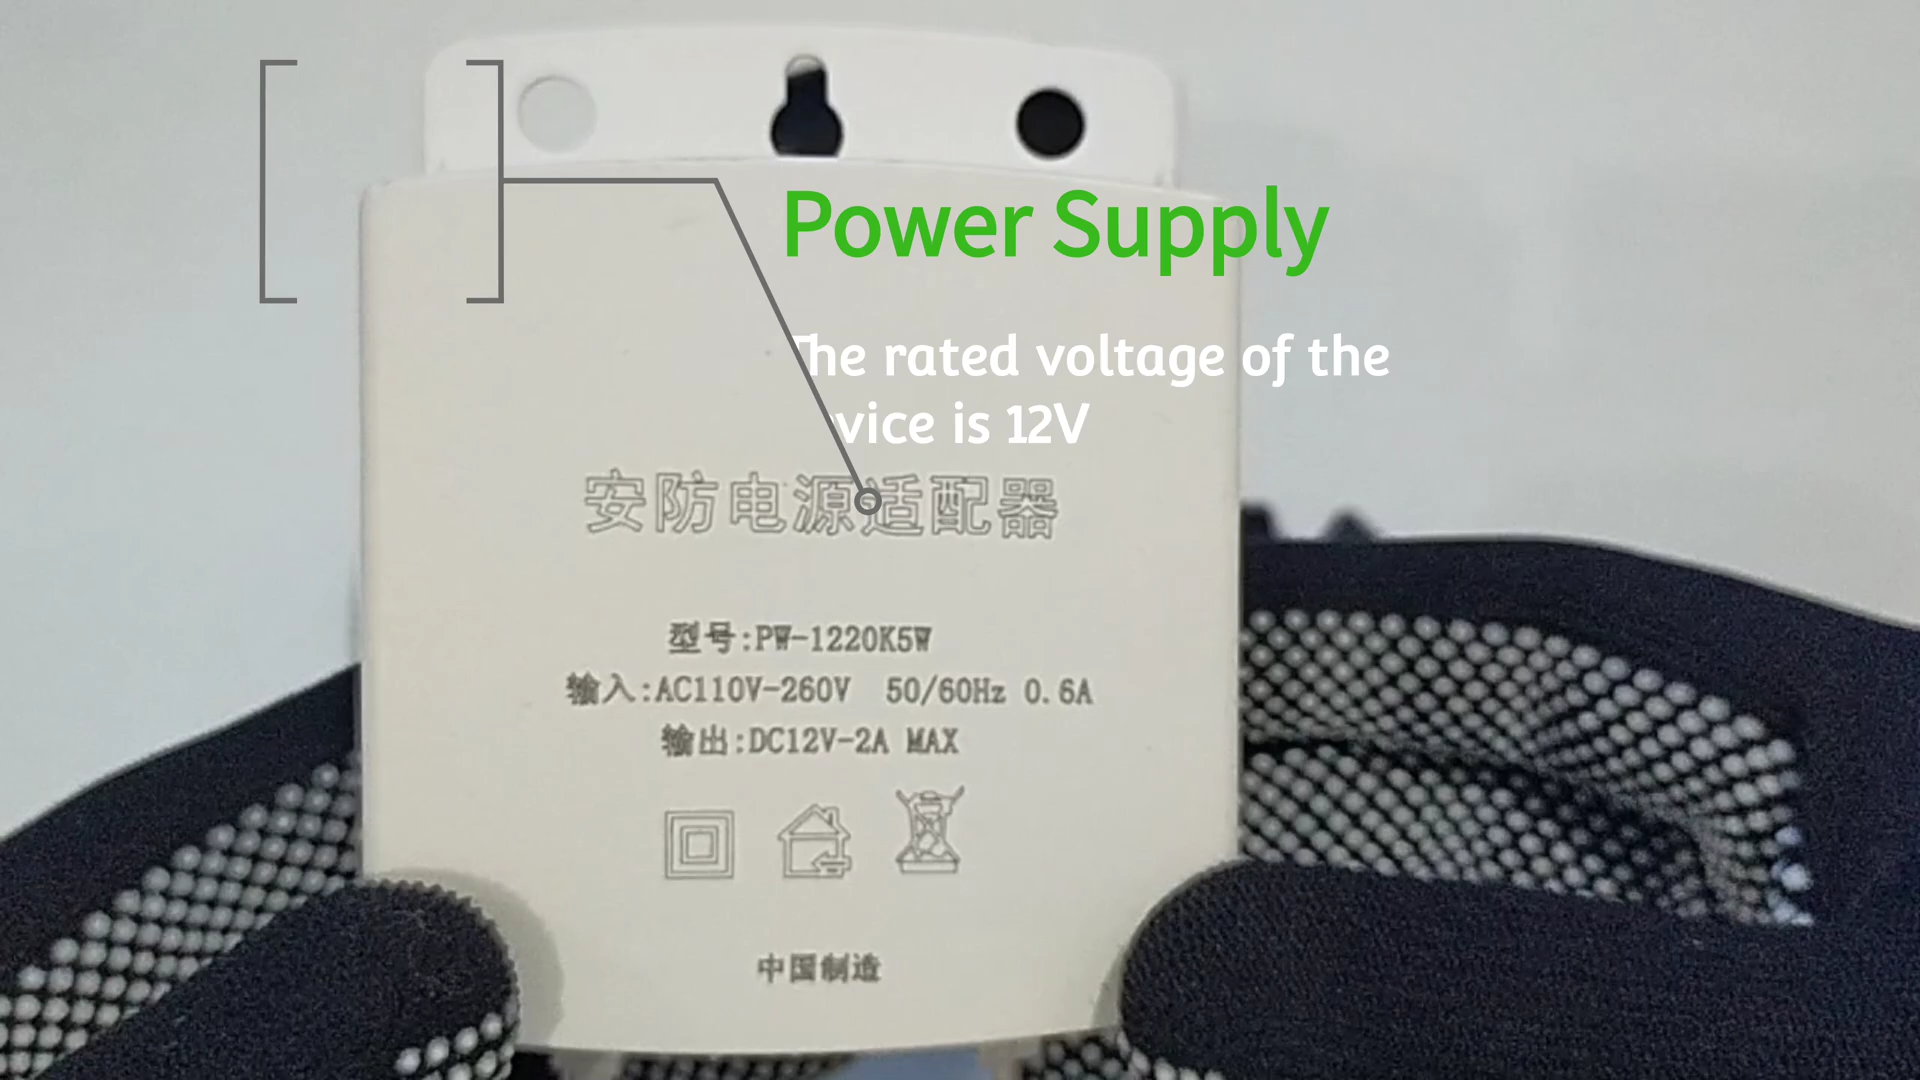 Power Supply
The rated voltage of the
vice is 12V
安防电源适配器
型号:PW-1220K5W
输入:AC110V-260V 50/60Hz 0.6A
输出:DC12V-2A MAX
中国制造